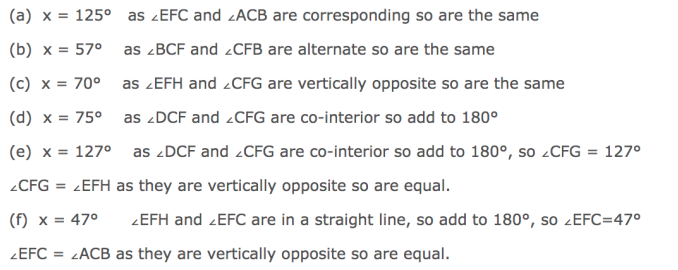 (a) x = 125° as ∠EFC and ∠ACB are corresponding so are the same
(b) x = 57° as ∠BCF and ∠CFB are alternate so are the same
(c) x = 70° as ∠EFH and ∠CFG are vertically opposite so are the same
(d) x = 75° as ∠DCF and ∠CFG are co-interior so add to 180°
(e) x = 127° as ∠DCF and ∠CFG are co-interior so add to 180°, so ∠CFG = 127°
∠CFG = ∠EFH as they are vertically opposite so are equal.
(f) x = 47° ∠EFH and ∠EFC are in a straight line, so add to 180°, so ∠EFC=47°
∠EFC = ∠ACB as they are vertically opposite so are equal.